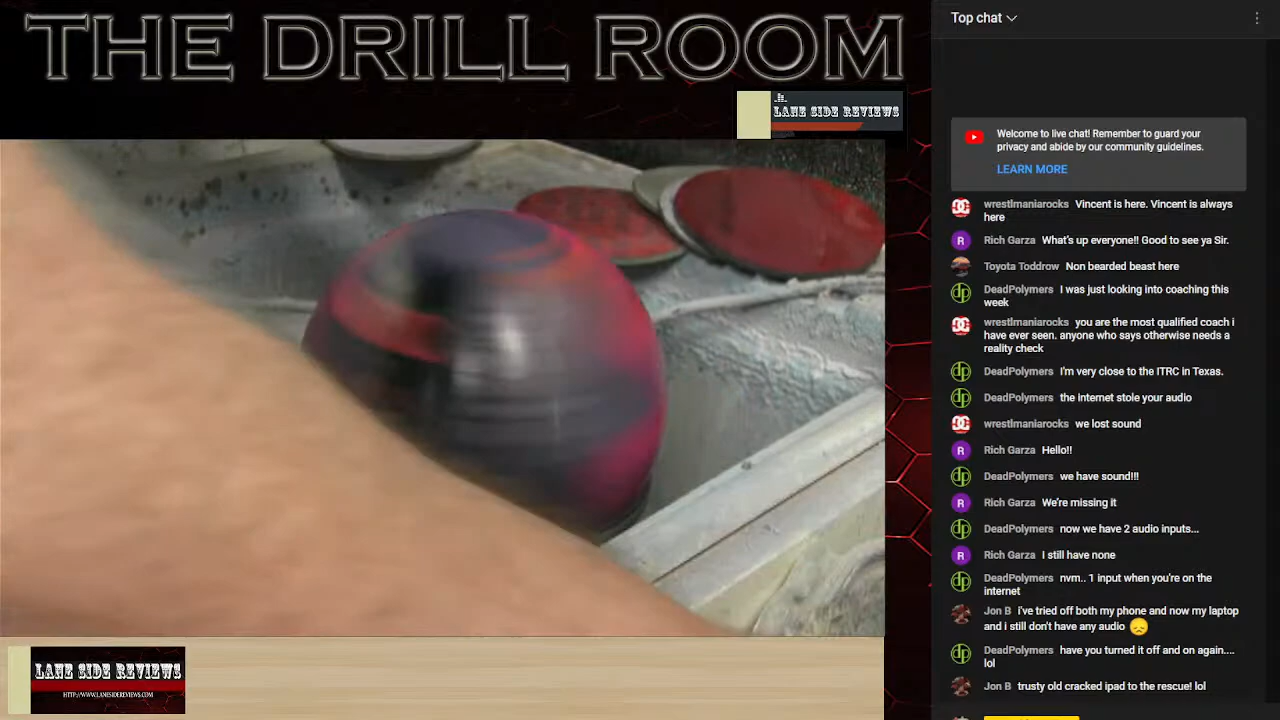 THE DRILL ROOM
LANE SIDE REVIEWS
LANE SIDE REVIEWS
HTTP://WWW.LANESIDEREVIEWS.COM
Top chat
Welcome to live chat! Remember to guard your
privacy and abide by our community guidelines.
LEARN MORE
wrestlmaniarocks Vincent is here. Vincent is always
here
Rich Garza What's up everyone!! Good to see ya Sir.
Toyota Toddrow Non bearded beast here
DeadPolymers I was just looking into coaching this
week
wrestlmaniarocks you are the most qualified coach i
have ever seen. anyone who says otherwise needs a
reality check
DeadPolymers I'm very close to the ITRC in Texas.
DeadPolymers the internet stole your audio
wrestlmaniarocks we lost sound
Rich Garza Hello!!
DeadPolymers we have sound!!!
Rich Garza We're missing it
DeadPolymers now we have 2 audio inputs...
Rich Garza I still have none
DeadPolymers nvm.. 1 input when you're on the
internet
Jon B i've tried off both my phone and now my laptop
and i still don't have any audio 😞
DeadPolymers have you turned it off and on again....
lol
Jon B trusty old cracked ipad to the rescue! lol